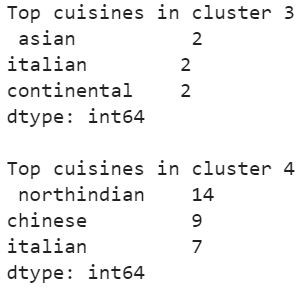 Top cuisines in cluster 3
 asian          2
italian        2
continental    2
dtype: int64

Top cuisines in cluster 4
 northindian    14
chinese         9
italian         7
dtype: int64